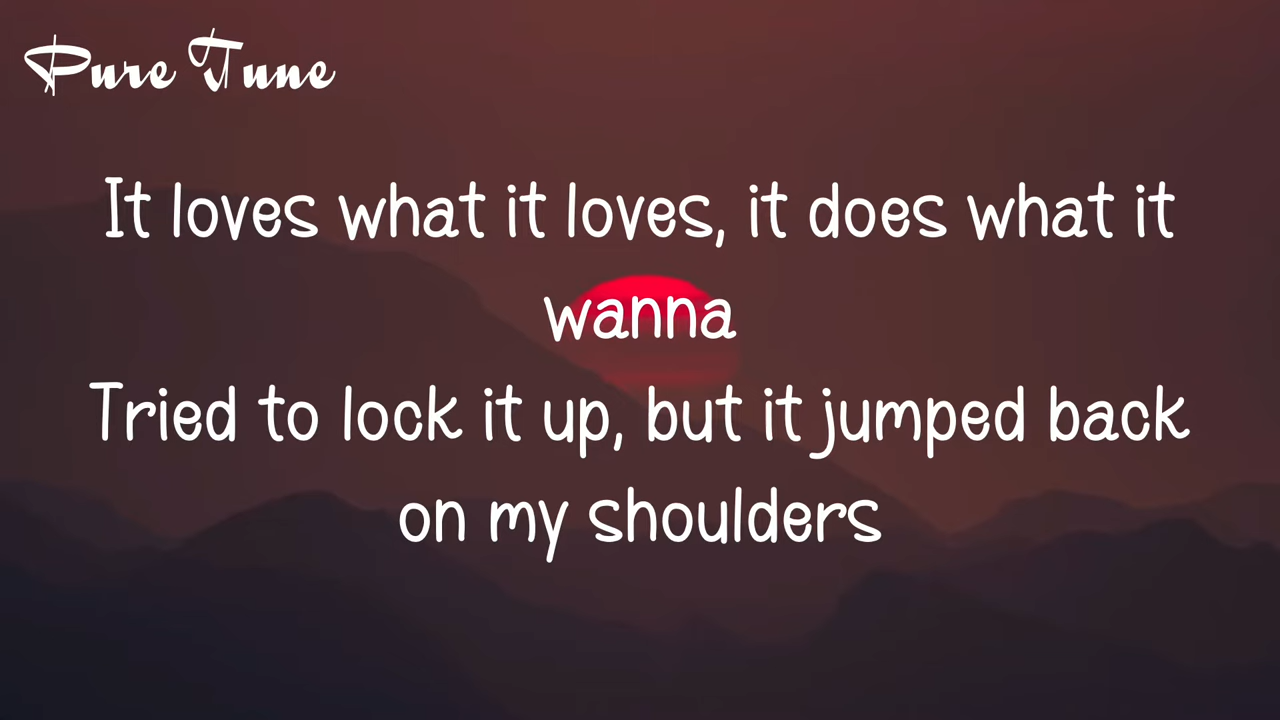 Pure Tune
It loves what it loves, it does what it
wanna
Tried to lock it up, but it jumped back
on my shoulders